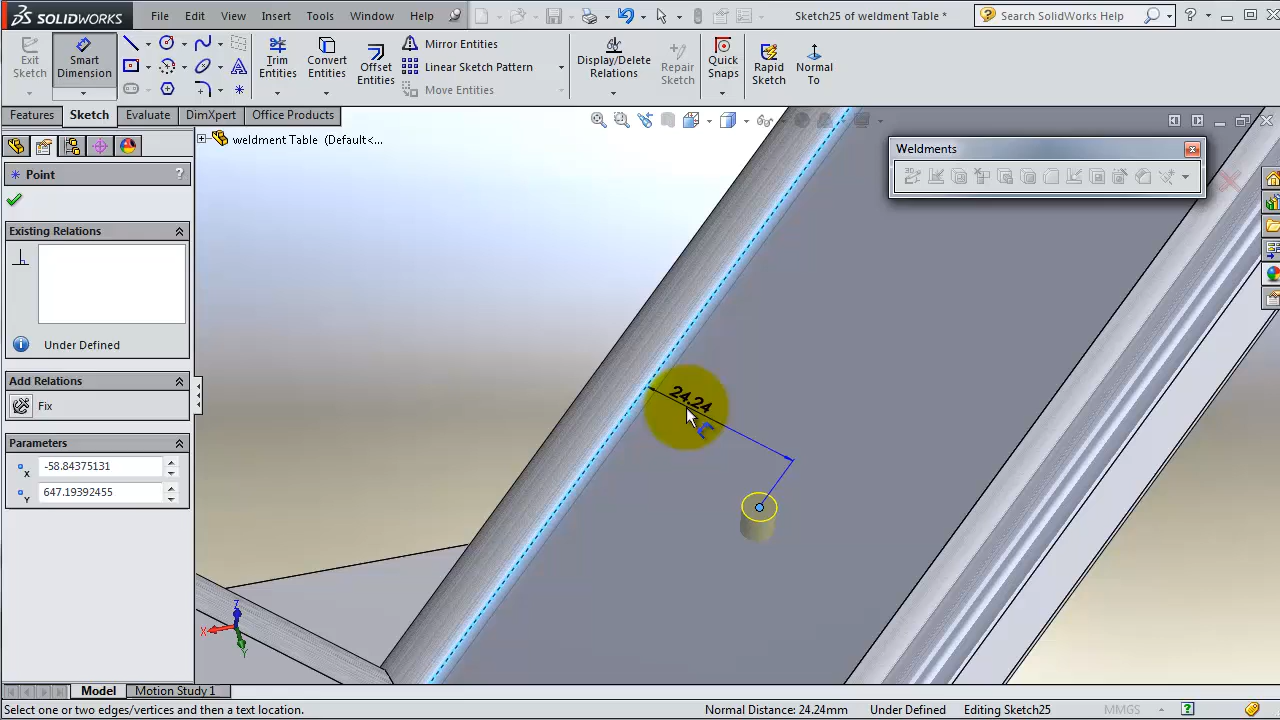 SOLIDWORKS
File Edit View Insert Tools Window Help
Sketch25 of weldment Table *
Search SolidWorks Help
Exit Sketch
Smart Dimension
Trim Entities
Convert Entities
Offset Entities
Mirror Entities
Linear Sketch Pattern
Move Entities
Display/Delete Relations
Repair Sketch
Quick Snaps
Rapid Sketch
Normal To
Features Sketch Evaluate DimXpert Office Products
weldment Table (Default<...
Weldments
Point
?
Existing Relations
Under Defined
Add Relations
Fix
Parameters
X -58.84375131
Y 647.19392455
24.24
Z
X
Y
Model Motion Study 1
Select one or two edges/vertices and then a text location.
Normal Distance: 24.24mm Under Defined Editing Sketch25 MMGS ?